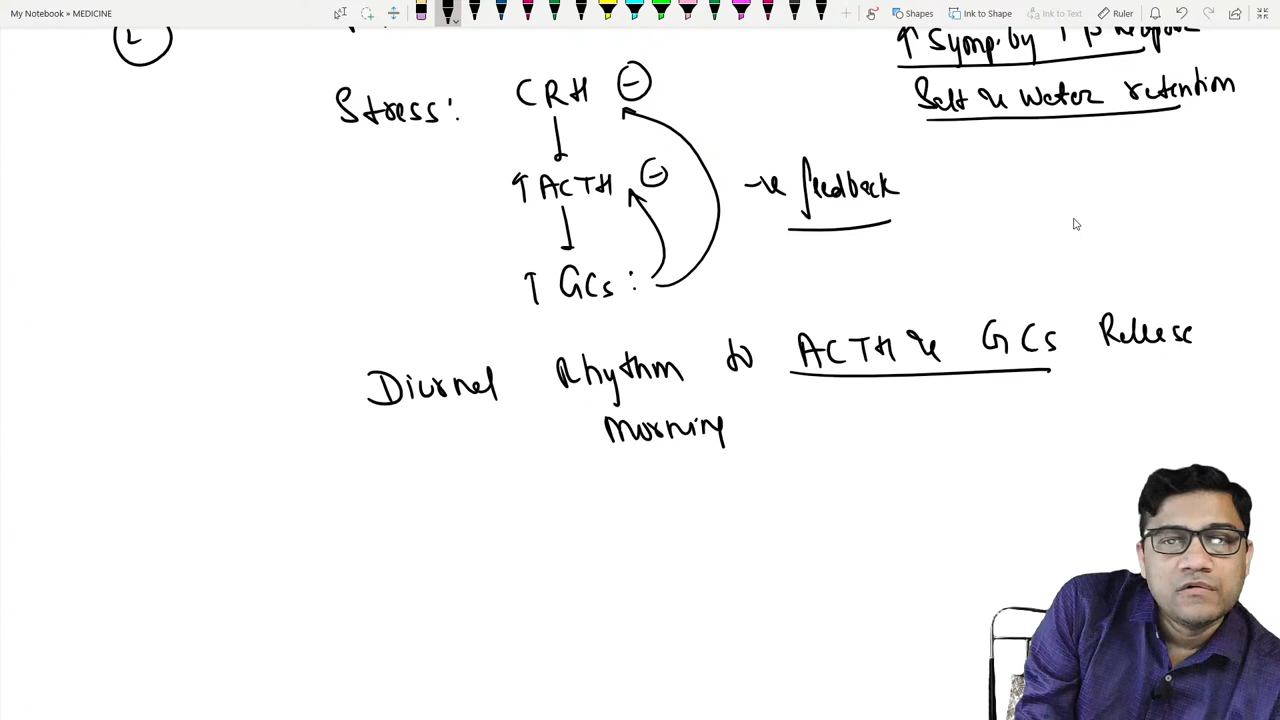 My Notebook » MEDICINE
Shapes Ink to Shape Ink to Text Ruler
↑ Symp. by ↑ β
Salt & Water retention
Stress: CRH ⊖
↑ ACTH ⊖
-ve feedback
↑ GCs :
Diurnal Rhythm to ACTH & GCs Release
Morning